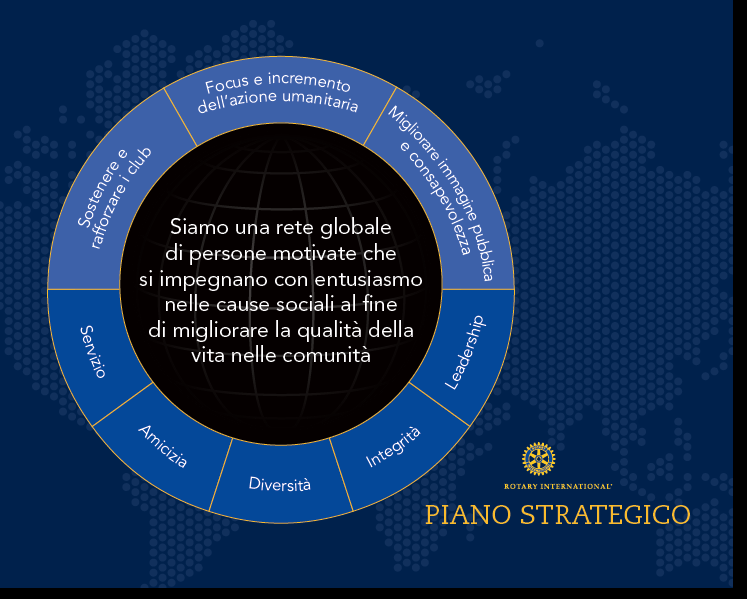 Focus e incremento
dell'azione umanitaria
Migliorare immagine pubblica
e consapevolezza
Sostenere e
rafforzare i club
Siamo una rete globale
di persone motivate che
si impegnano con entusiasmo
nelle cause sociali al fine
di migliorare la qualità della
vita nelle comunità
Servizio
Amicizia
Diversità
Integrità
Leadership
ROTARY INTERNATIONAL
PIANO STRATEGICO